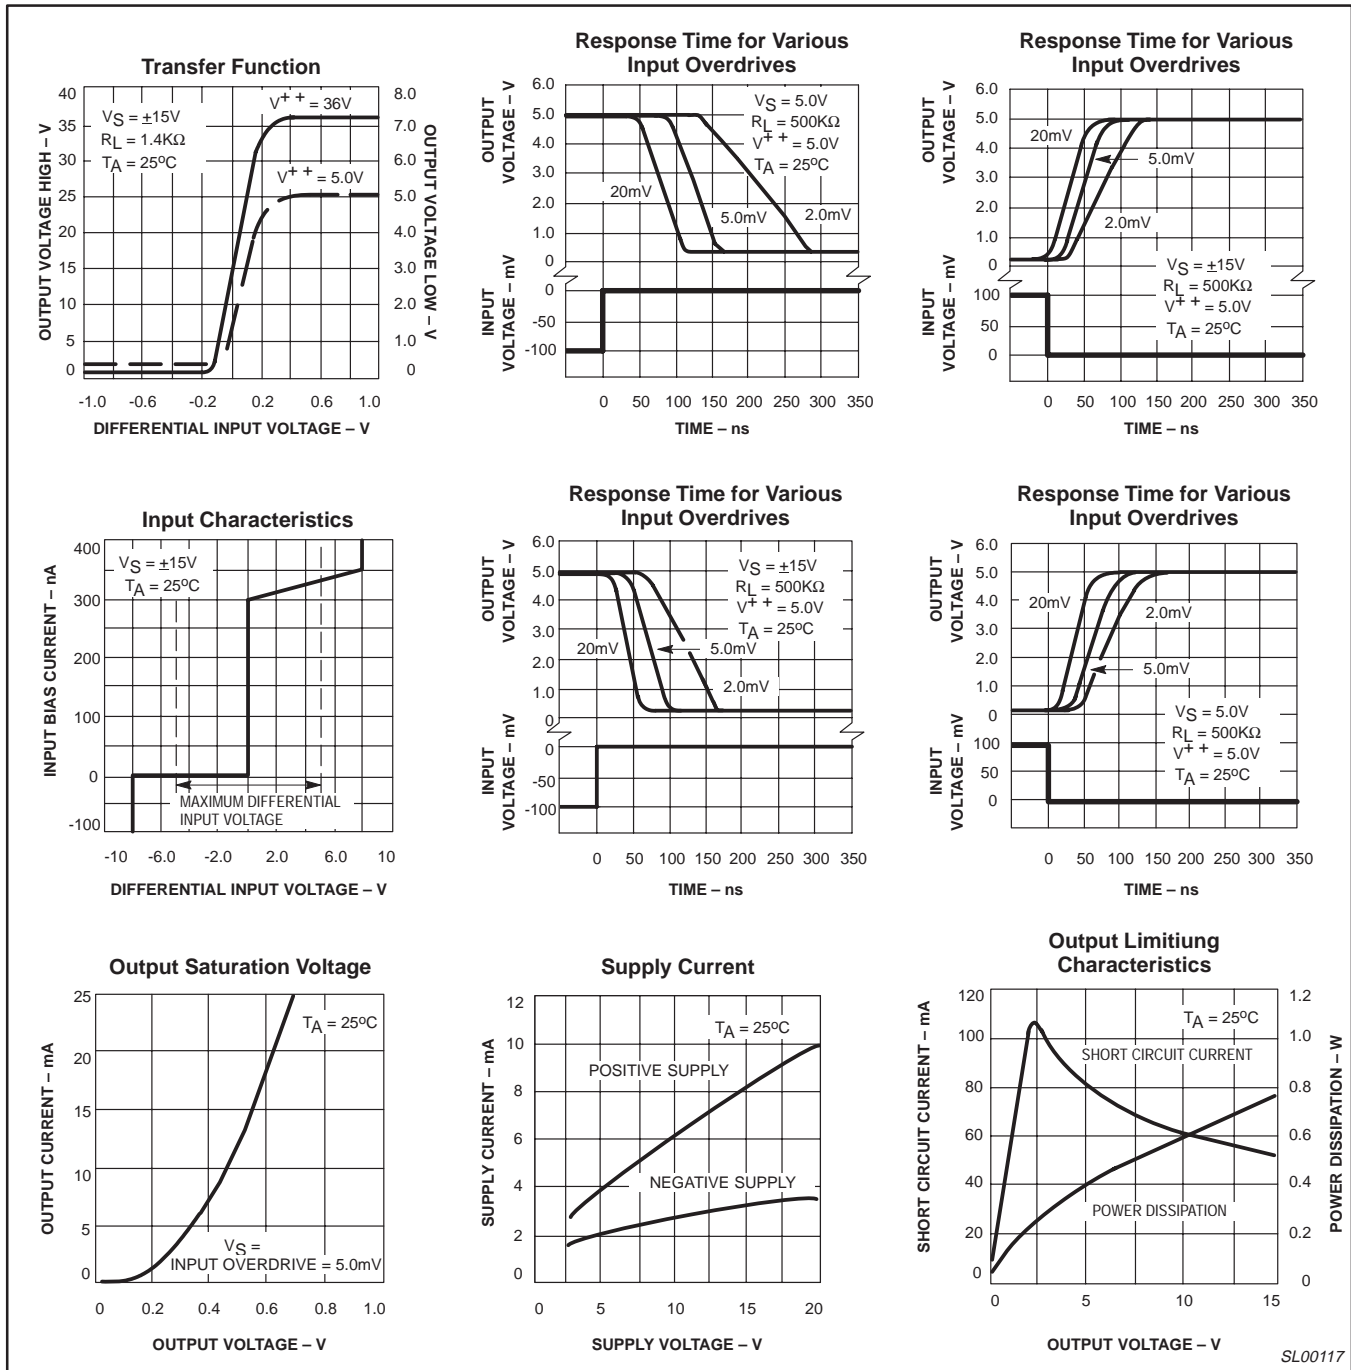 Transfer Function
OUTPUT VOLTAGE HIGH – V
40
35
30
25
20
15
10
5
0
VS = ±15V
RL = 1.4KΩ
TA = 25ºC
V++ = 36V
V++ = 5.0V
8.0
7.0
6.0
5.0
4.0
3.0
2.0
1.0
0
OUTPUT VOLTAGE LOW – V
-1.0 -0.6 -0.2 0.2 0.6 1.0
DIFFERENTIAL INPUT VOLTAGE – V
Response Time for Various
Input Overdrives
OUTPUT
VOLTAGE – V
6.0
5.0
4.0
3.0
2.0
1.0
0
VS = 5.0V
RL = 500KΩ
V++ = 5.0V
TA = 25ºC
20mV
5.0mV
2.0mV
INPUT
VOLTAGE – mV
0
-50
-100
0 50 100 150 200 250 300 350
TIME – ns
Response Time for Various
Input Overdrives
OUTPUT
VOLTAGE – V
6.0
5.0
4.0
3.0
2.0
1.0
0
20mV
5.0mV
2.0mV
VS = ±15V
RL = 500KΩ
V++ = 5.0V
TA = 25ºC
INPUT
VOLTAGE – mV
100
50
0
0 50 100 150 200 250 300 350
TIME – ns
Input Characteristics
INPUT BIAS CURRENT – nA
400
300
200
100
0
-100
VS = ±15V
TA = 25ºC
MAXIMUM DIFFERENTIAL
INPUT VOLTAGE
-10 -6.0 -2.0 2.0 6.0 10
DIFFERENTIAL INPUT VOLTAGE – V
Response Time for Various
Input Overdrives
OUTPUT
VOLTAGE – V
6.0
5.0
4.0
3.0
2.0
1.0
0
VS = ±15V
RL = 500KΩ
V++ = 5.0V
TA = 25ºC
20mV
5.0mV
2.0mV
INPUT
VOLTAGE – mV
0
-50
-100
0 50 100 150 200 250 300 350
TIME – ns
Response Time for Various
Input Overdrives
OUTPUT
VOLTAGE – V
6.0
5.0
4.0
3.0
2.0
1.0
0
20mV
2.0mV
5.0mV
VS = 5.0V
RL = 500KΩ
V++ = 5.0V
TA = 25ºC
INPUT
VOLTAGE – mV
100
50
0
0 50 100 150 200 250 300 350
TIME – ns
Output Saturation Voltage
OUTPUT CURRENT – mA
25
20
15
10
5
0
TA = 25ºC
VS =
INPUT OVERDRIVE = 5.0mV
0 0.2 0.4 0.6 0.8 1.0
OUTPUT VOLTAGE – V
Supply Current
SUPPLY CURRENT – mA
12
10
8
6
4
2
0
TA = 25ºC
POSITIVE SUPPLY
NEGATIVE SUPPLY
0 5 10 15 20
SUPPLY VOLTAGE – V
Output Limitiung
Characteristics
SHORT CIRCUIT CURRENT – mA
120
100
80
60
40
20
0
TA = 25ºC
SHORT CIRCUIT CURRENT
POWER DISSIPATION
1.2
1.0
0.8
0.6
0.4
0.2
0
POWER DISSIPATION – W
0 5 10 15
OUTPUT VOLTAGE – V
SL00117